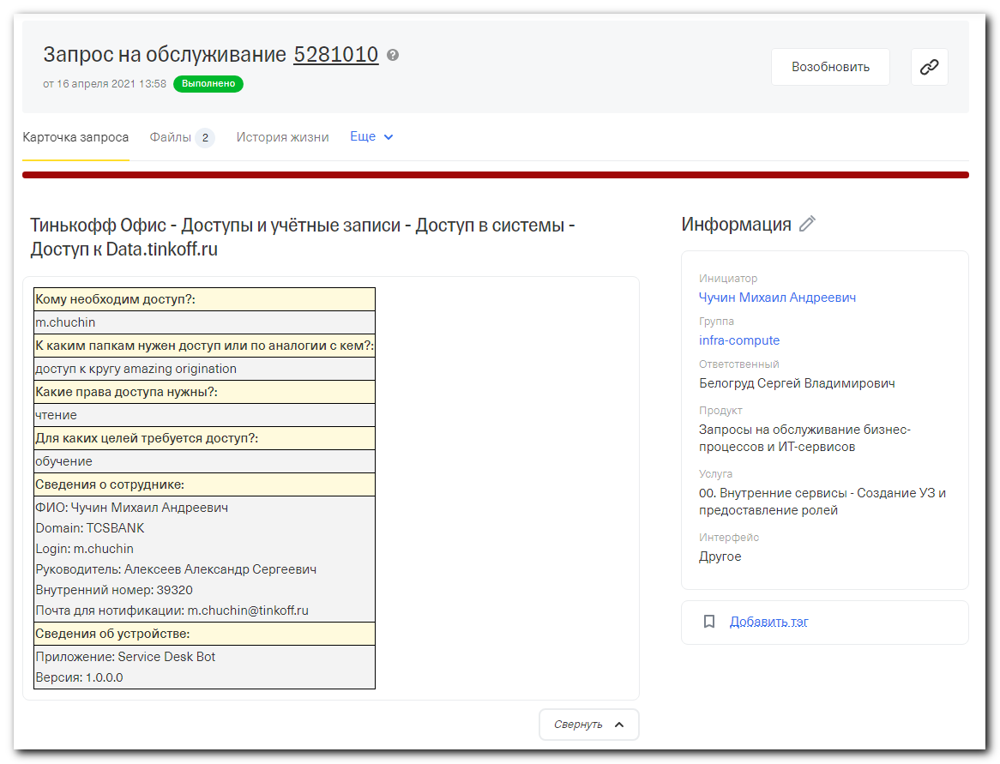 Запрос на обслуживание 5281010 ?
Возобновить
от 16 апреля 2021 13:58 Выполнено
Карточка запроса Файлы 2 История жизни Еще
Тинькофф Офис - Доступы и учётные записи - Доступ в системы -
Доступ к Data.tinkoff.ru
Кому необходим доступ?:
m.chuchin
К каким папкам нужен доступ или по аналогии с кем?:
доступ к кругу amazing origination
Какие права доступа нужны?:
чтение
Для каких целей требуется доступ?:
обучение
Сведения о сотруднике:
ФИО: Чучин Михаил Андреевич
Domain: TCSBANK
Login: m.chuchin
Руководитель: Алексеев Александр Сергеевич
Внутренний номер: 39320
Почта для нотификации: m.chuchin@tinkoff.ru
Сведения об устройстве:
Приложение: Service Desk Bot
Версия: 1.0.0.0
Свернуть
Информация
Инициатор
Чучин Михаил Андреевич
Группа
infra-compute
Ответственный
Белогруд Сергей Владимирович
Продукт
Запросы на обслуживание бизнес-
процессов и ИТ-сервисов
Услуга
00. Внутренние сервисы - Создание УЗ и
предоставление ролей
Интерфейс
Другое
Добавить тэг